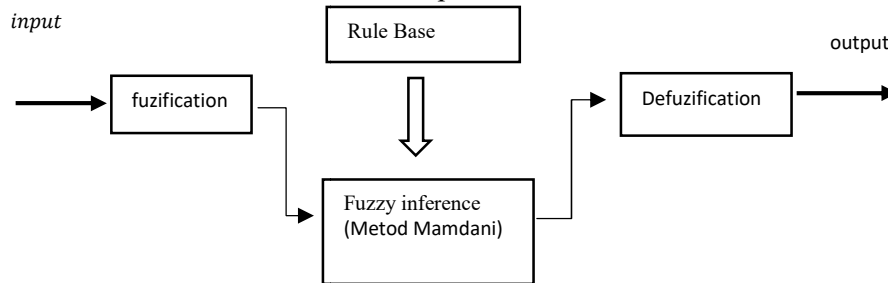 input
Rule Base
output
fuzification
Defuzification
Fuzzy inference
(Metod Mamdani)